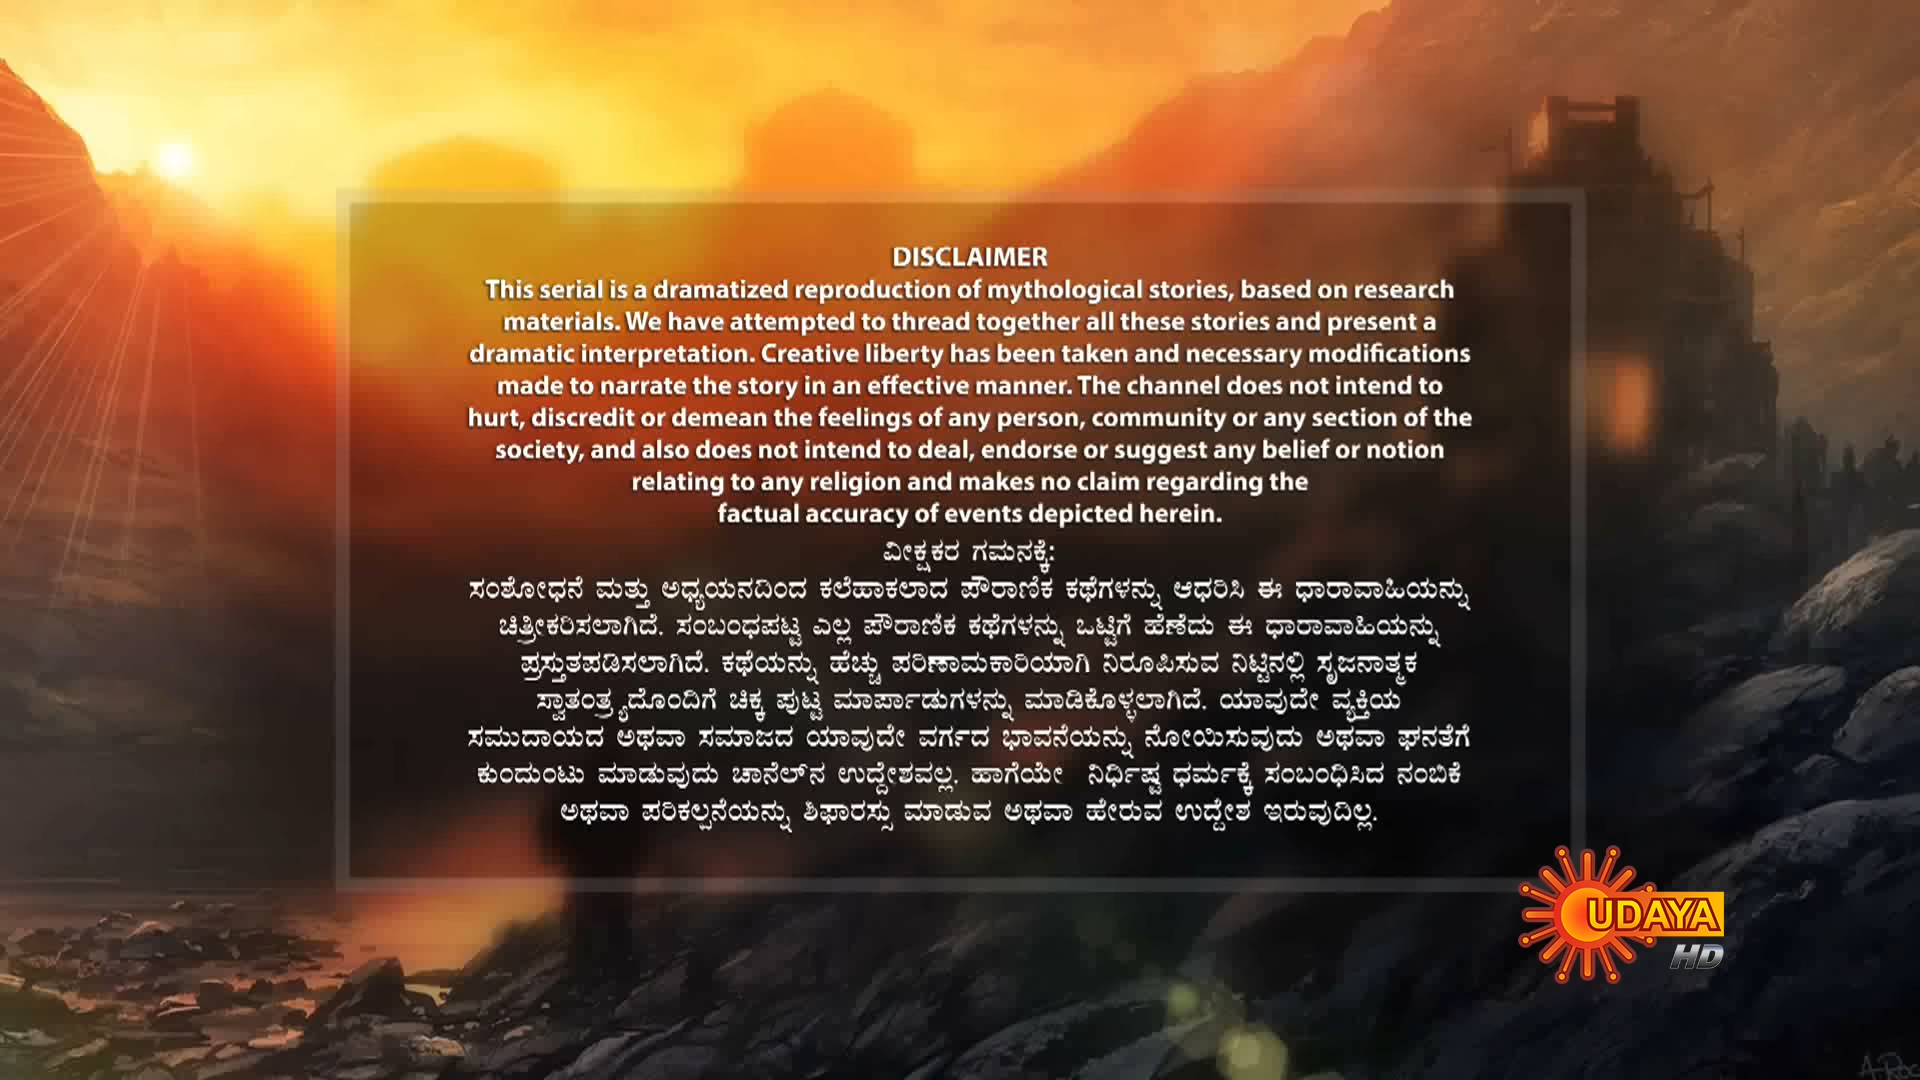 DISCLAIMER
This serial is a dramatized reproduction of mythological stories, based on research
materials. We have attempted to thread together all these stories and present a
dramatic interpretation. Creative liberty has been taken and necessary modifications
made to narrate the story in an effective manner. The channel does not intend to
hurt, discredit or demean the feelings of any person, community or any section of the
society, and also does not intend to deal, endorse or suggest any belief or notion
relating to any religion and makes no claim regarding the
factual accuracy of events depicted herein.
ವೀಕ್ಷಕರ ಗಮನಕ್ಕೆ:
ಸಂಶೋಧನೆ ಮತ್ತು ಅಧ್ಯಯನದಿಂದ ಕಲೆಹಾಕಲಾದ ಪೌರಾಣಿಕ ಕಥೆಗಳನ್ನು ಆಧರಿಸಿ ಈ ಧಾರಾವಾಹಿಯನ್ನು
ಚಿತ್ರೀಕರಿಸಲಾಗಿದೆ. ಸಂಬಂಧಪಟ್ಟ ಎಲ್ಲ ಪೌರಾಣಿಕ ಕಥೆಗಳನ್ನು ಒಟ್ಟಿಗೆ ಹೆಣೆದು ಈ ಧಾರಾವಾಹಿಯನ್ನು
ಪ್ರಸ್ತುತಪಡಿಸಲಾಗಿದೆ. ಕಥೆಯನ್ನು ಹೆಚ್ಚು ಪರಿಣಾಮಕಾರಿಯಾಗಿ ನಿರೂಪಿಸುವ ನಿಟ್ಟಿನಲ್ಲಿ ಸೃಜನಾತ್ಮಕ
ಸ್ವಾತಂತ್ರ್ಯದೊಂದಿಗೆ ಚಿಕ್ಕ ಪುಟ್ಟ ಮಾರ್ಪಾಡುಗಳನ್ನು ಮಾಡಿಕೊಳ್ಳಲಾಗಿದೆ. ಯಾವುದೇ ವ್ಯಕ್ತಿಯ
ಸಮುದಾಯದ ಅಥವಾ ಸಮಾಜದ ಯಾವುದೇ ವರ್ಗದ ಭಾವನೆಯನ್ನು ನೋಯಿಸುವುದು ಅಥವಾ ಘನತೆಗೆ
ಕುಂದುಂಟು ಮಾಡುವುದು ಚಾನೆಲ್‌ನ ಉದ್ದೇಶವಲ್ಲ. ಹಾಗೆಯೇ ನಿರ್ಧಿಷ್ಟ ಧರ್ಮಕ್ಕೆ ಸಂಬಂಧಿಸಿದ ನಂಬಿಕೆ
ಅಥವಾ ಪರಿಕಲ್ಪನೆಯನ್ನು ಶಿಫಾರಸ್ಸು ಮಾಡುವ ಅಥವಾ ಹೇರುವ ಉದ್ದೇಶ ಇರುವುದಿಲ್ಲ.
UDAYA
HD